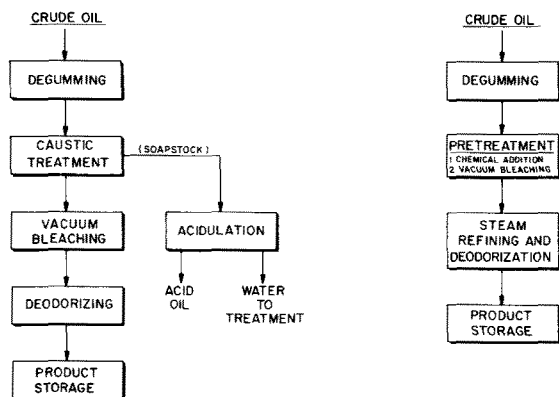 CRUDE OIL
DEGUMMING
CAUSTIC
TREATMENT
(SOAPSTOCK)
VACUUM
BLEACHING
ACIDULATION
DEODORIZING
ACID
OIL
WATER
TO
TREATMENT
PRODUCT
STORAGE
CRUDE OIL
DEGUMMING
PRETREATMENT
1 CHEMICAL ADDITION
2 VACUUM BLEACHING
STEAM
REFINING AND
DEODORIZATION
PRODUCT
STORAGE